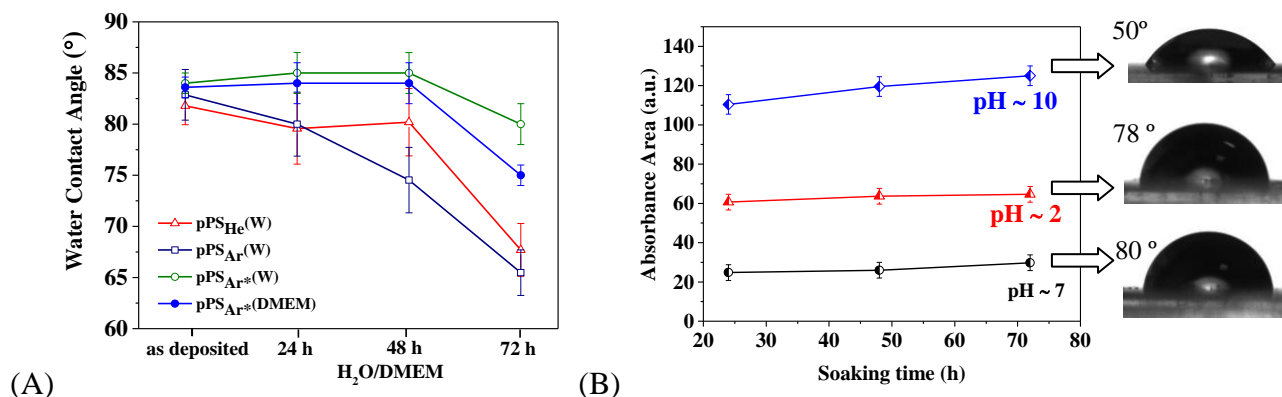 90
85
80
75
70
65
60
Water Contact Angle (°)
pPSHe(W)
pPSAr(W)
pPSAr*(W)
pPSAr*(DMEM)
as deposited 24 h 48 h 72 h
H2O/DMEM
(A)
140
120
100
80
60
40
20
0
Absorbance Area (a.u.)
pH ~ 10
pH ~ 2
pH ~ 7
20 30 40 50 60 70 80
Soaking time (h)
(B)
50º
78 º
80 º